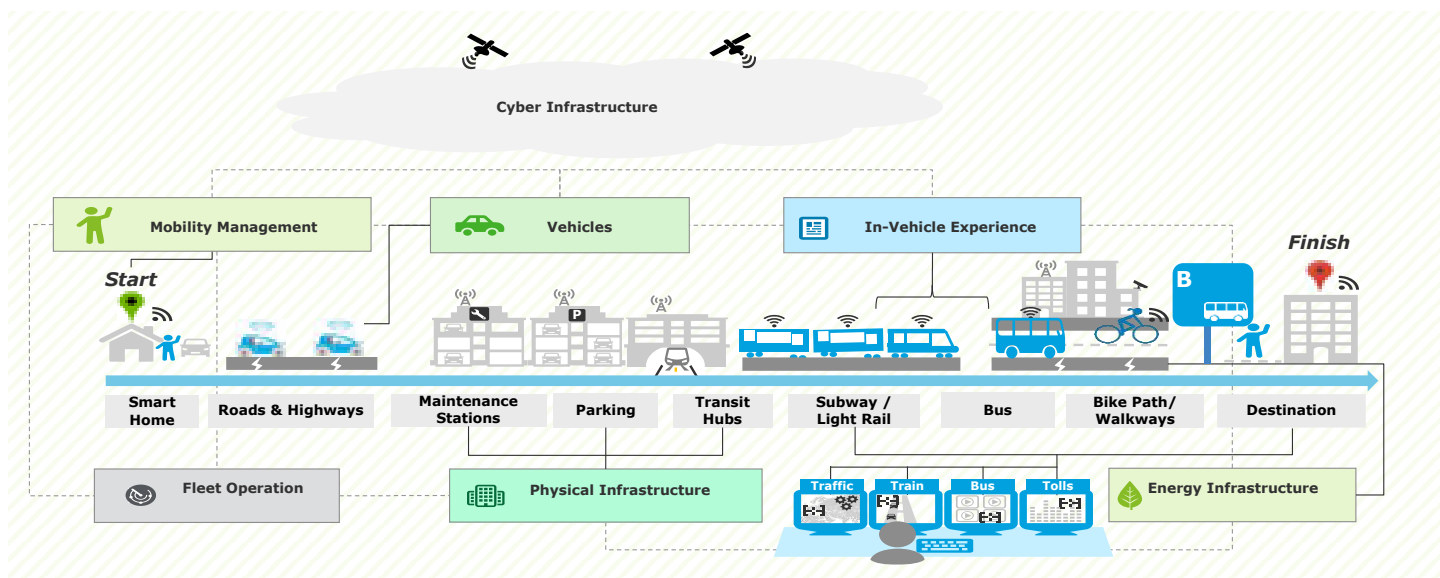 Cyber Infrastructure
Mobility Management
Vehicles
In-Vehicle Experience
Start
Finish
P
B
Smart
Home
Roads & Highways
Maintenance
Stations
Parking
Transit
Hubs
Subway /
Light Rail
Bus
Bike Path/
Walkways
Destination
Fleet Operation
Physical Infrastructure
Traffic
Train
Bus
Tolls
Energy Infrastructure